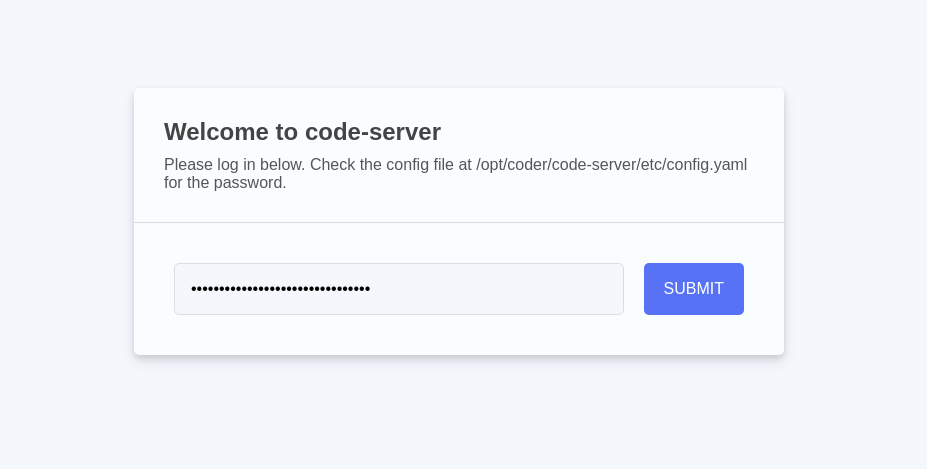 Welcome to code-server
Please log in below. Check the config file at /opt/coder/code-server/etc/config.yaml
for the password.
••••••••••••••••••••••••••••••••
SUBMIT